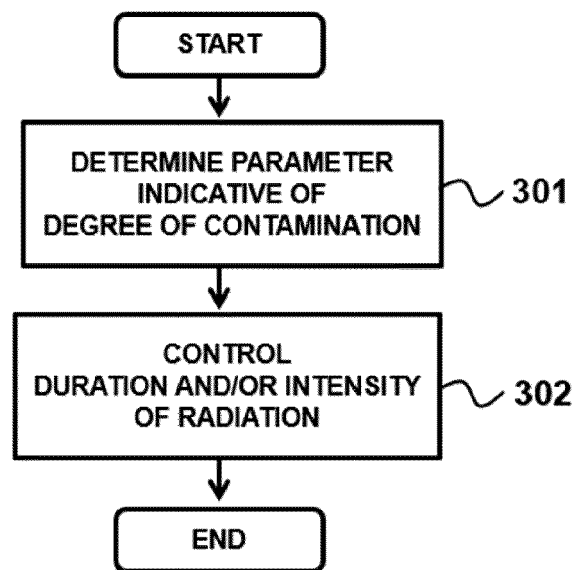 START
DETERMINE PARAMETER
INDICATIVE OF
DEGREE OF CONTAMINATION
301
CONTROL
DURATION AND/OR INTENSITY
OF RADIATION
302
END